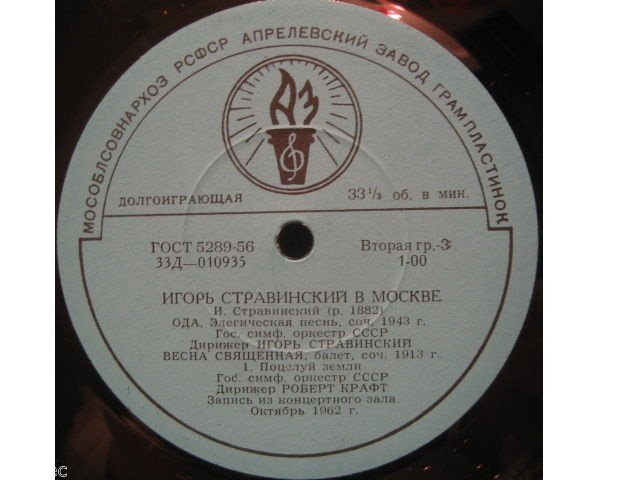 МОСОБЛСОВНАРХОЗ РСФСР АПРЕЛЕВСКИЙ ЗАВОД ГРАМПЛАСТИНОК
АЗ
ДОЛГОИГРАЮЩАЯ 33 1/3 об. в мин.
ГОСТ 5289-56 Вторая гр.-3
33Д—010935 1-00
ИГОРЬ СТРАВИНСКИЙ В МОСКВЕ
И. Стравинский (р. 1882)
ОДА, Элегическая песнь, соч. 1943 г.
Гос. симф. оркестр СССР
Дирижер ИГОРЬ СТРАВИНСКИЙ
ВЕСНА СВЯЩЕННАЯ, балет, соч. 1913 г.
1. Поцелуй земли
Гос. симф. оркестр СССР
Дирижер РОБЕРТ КРАФТ
Запись из концертного зала
Октябрь 1962 г.